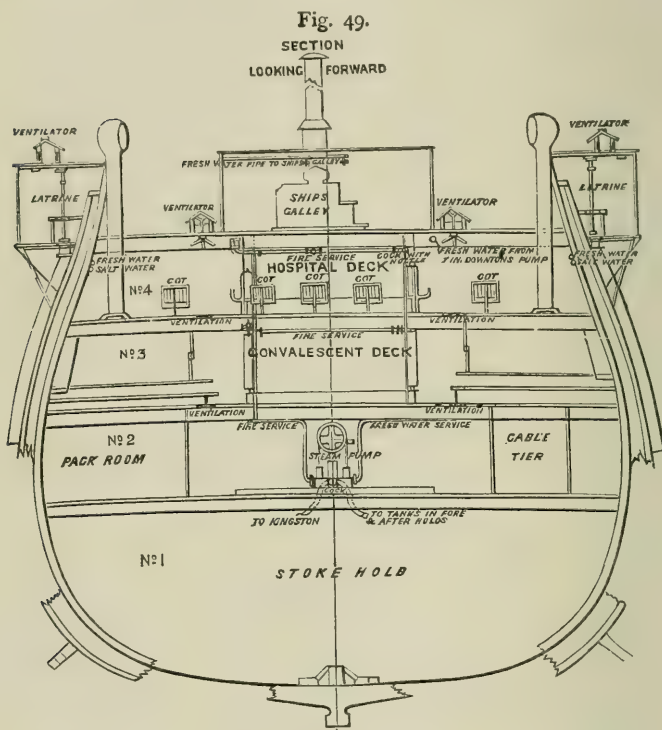 Fig. 49.
SECTION
LOOKING FORWARD
VENTILATOR
VENTILATOR
FRESH WATER PIPE TO SHIPS GALLEY
LATRINE
SHIPS
GALLEY
LATRINE
VENTILATOR
VENTILATOR
FRESH WATER
SALT WATER
FIRE SERVICE
COCK WITH
NOZZLE
FRESH WATER FROM
5 IN. DOWNTONS PUMP
FRESH WATER
SALT WATER
HOSPITAL DECK
No 4
COT
COT
COT
COT
COT
VENTILATION
FIRE SERVICE
VENTILATION
No 3
CONVALESCENT DECK
VENTILATION
VENTILATION
No 2
FIRE SERVICE
FRESH WATER SERVICE
PACK ROOM
STEAM PUMP
CABLE
TIER
COCK
TO KINGSTON
TO TANKS IN FORE
& AFTER HOLDS
No 1
STOKE HOLD